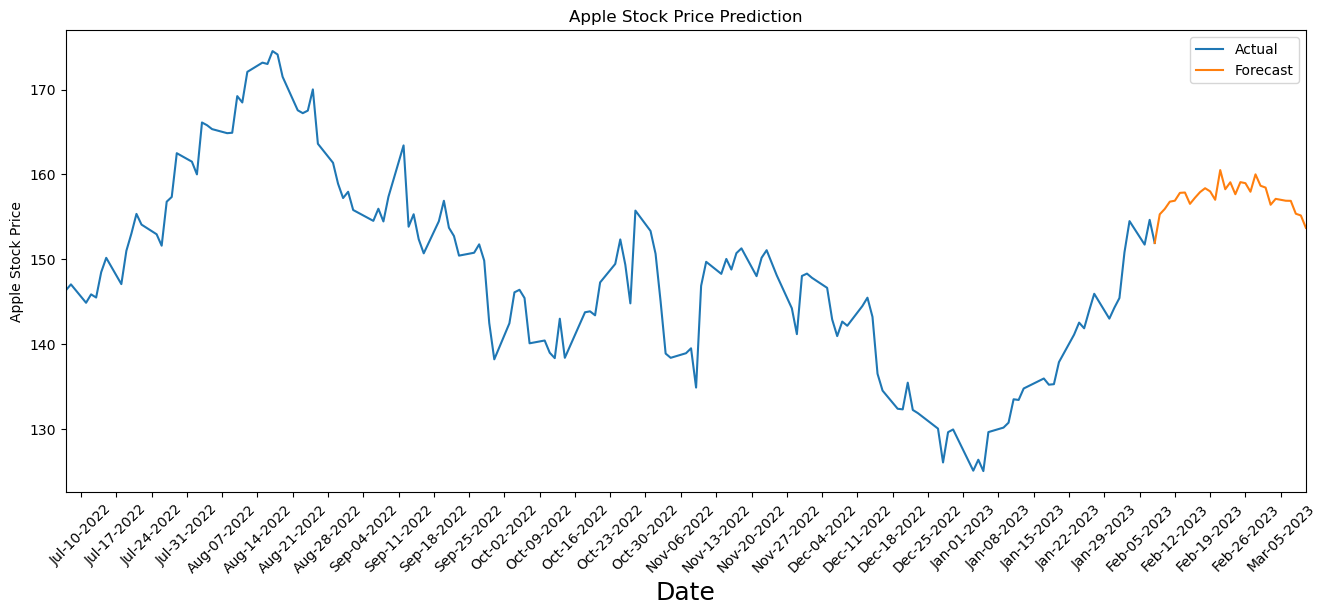 Apple Stock Price Prediction
Actual
Forecast
Apple Stock Price
170
160
150
140
130
Jul-10-2022
Jul-17-2022
Jul-24-2022
Jul-31-2022
Aug-07-2022
Aug-14-2022
Aug-21-2022
Aug-28-2022
Sep-04-2022
Sep-11-2022
Sep-18-2022
Sep-25-2022
Oct-02-2022
Oct-09-2022
Oct-16-2022
Oct-23-2022
Oct-30-2022
Nov-06-2022
Nov-13-2022
Nov-20-2022
Nov-27-2022
Dec-04-2022
Dec-11-2022
Dec-18-2022
Dec-25-2022
Jan-01-2023
Jan-08-2023
Jan-15-2023
Jan-22-2023
Jan-29-2023
Feb-05-2023
Feb-12-2023
Feb-19-2023
Feb-26-2023
Mar-05-2023
Date